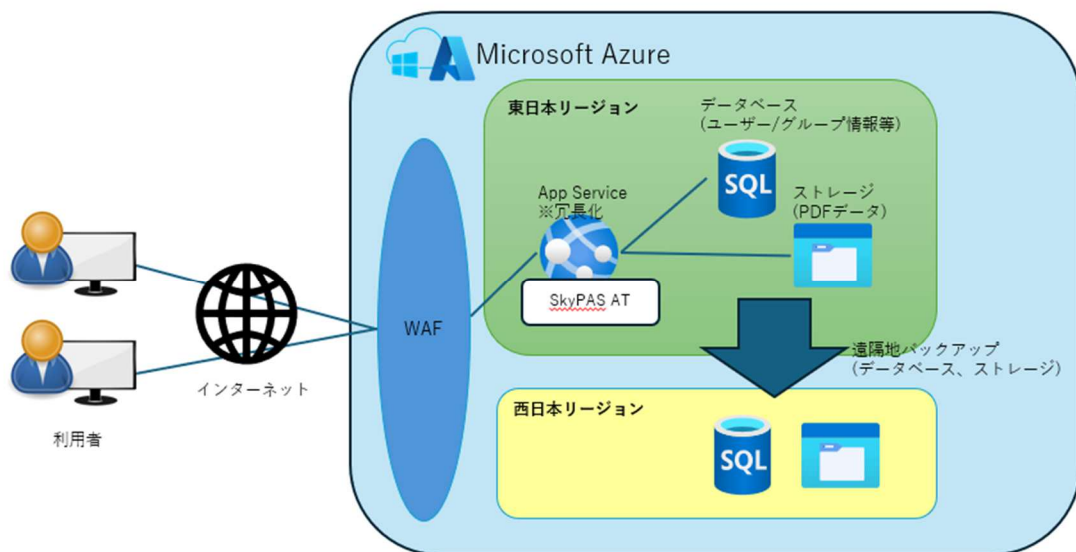 Microsoft Azure
東日本リージョン
データベース
(ユーザー/グループ情報等)
SQL
App Service
※冗長化
ストレージ
(PDFデータ)
SkyPAS AT
WAF
インターネット
利用者
遠隔地バックアップ
(データベース、ストレージ)
西日本リージョン
SQL